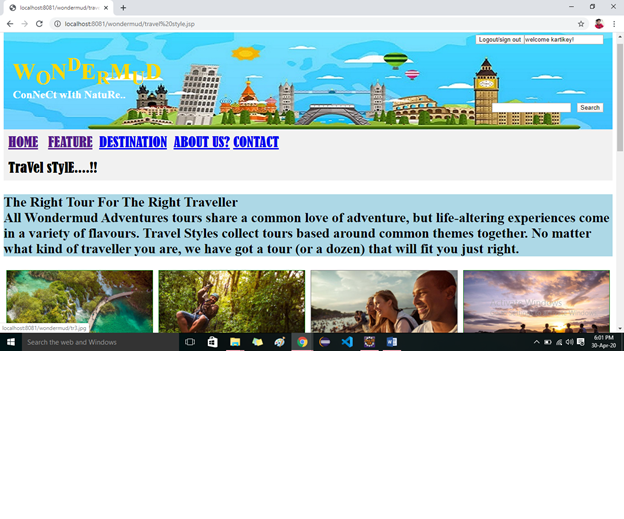 localhost:8081/wondermud/trav
localhost:8081/wondermud/travel%20style.jsp
Logout/sign out
welcome kartikey!
WONDERMUD
ConNeCt wIth NatuRe..
Search
HOME FEATURE DESTINATION ABOUT US? CONTACT
TraVel sTylE....!!
The Right Tour For The Right Traveller
All Wondermud Adventures tours share a common love of adventure, but life-altering experiences come
in a variety of flavours. Travel Styles collect tours based around common themes together. No matter
what kind of traveller you are, we have got a tour (or a dozen) that will fit you just right.
localhost:8081/wondermud/tr3.jpg
Search the web and Windows
6:01 PM
30-Apr-20